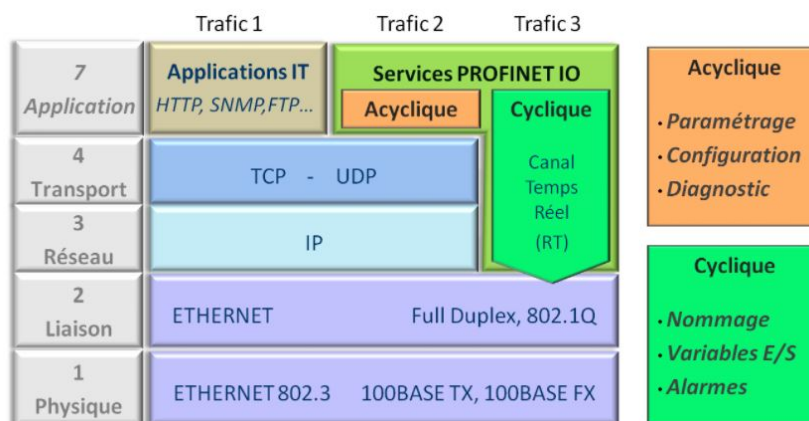 Trafic 1 Trafic 2 Trafic 3
7
Application
Applications IT
HTTP, SNMP,FTP...
Services PROFINET IO
Acyclique
Cyclique
Canal
Temps
Réel
(RT)
4
Transport
TCP - UDP
3
Réseau
IP
2
Liaison
ETHERNET Full Duplex, 802.1Q
1
Physique
ETHERNET 802.3 100BASE TX, 100BASE FX
Acyclique
• Paramétrage
• Configuration
• Diagnostic
Cyclique
• Nommage
• Variables E/S
• Alarmes